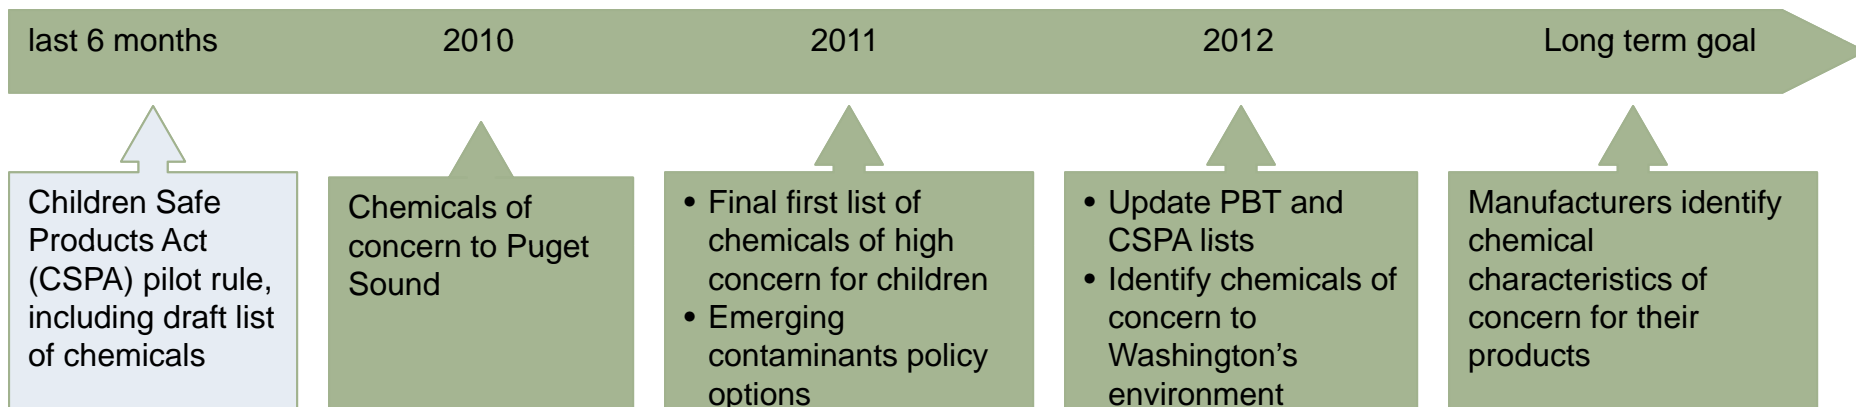 last 6 months
2010
2011
2012
Long term goal
Children Safe
Products Act
(CSPA) pilot rule,
including draft list
of chemicals
Chemicals of
concern to Puget
Sound
• Final first list of
chemicals of high
concern for children
• Emerging
contaminants policy
options
• Update PBT and
CSPA lists
• Identify chemicals of
concern to
Washington’s
environment
Manufacturers identify
chemical
characteristics of
concern for their
products